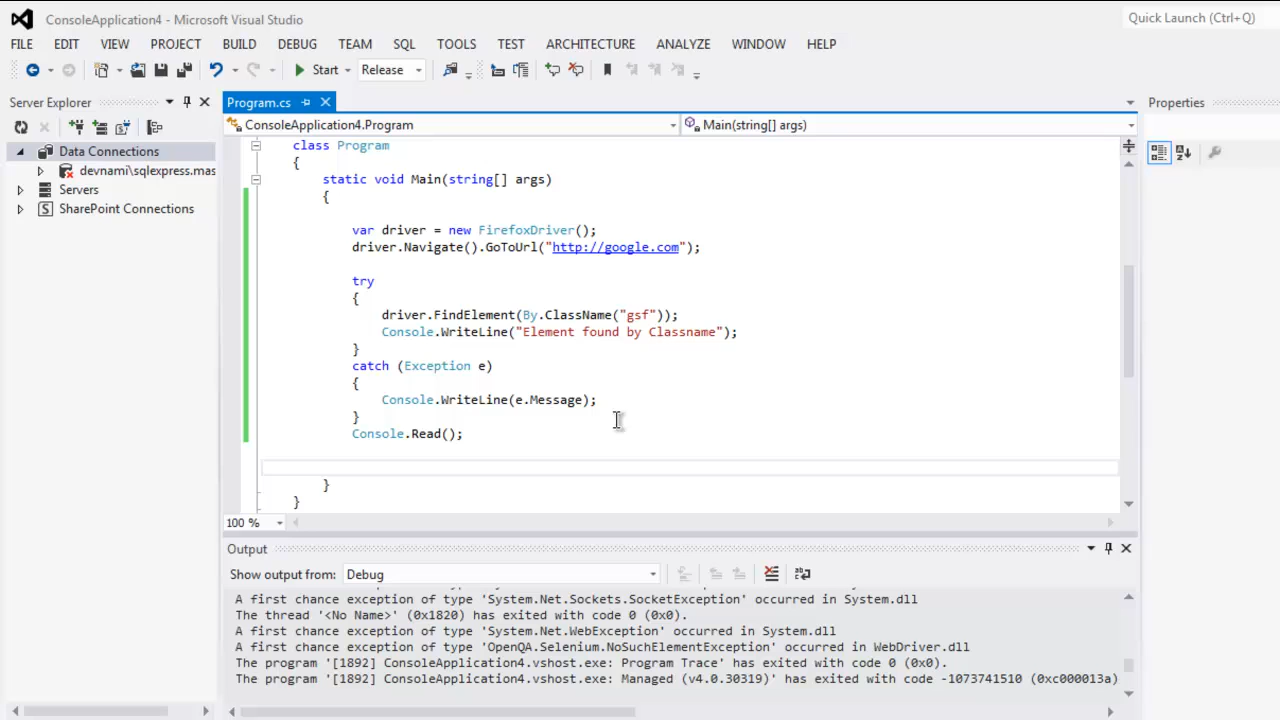 ConsoleApplication4 - Microsoft Visual Studio
Quick Launch (Ctrl+Q)
FILE EDIT VIEW PROJECT BUILD DEBUG TEAM SQL TOOLS TEST ARCHITECTURE ANALYZE WINDOW HELP
Start Release
Server Explorer
Program.cs
Properties
ConsoleApplication4.Program
Main(string[] args)
Data Connections
devnami\sqlexpress.mas
Servers
SharePoint Connections
class Program
{
static void Main(string[] args)
{
var driver = new FirefoxDriver();
driver.Navigate().GoToUrl("http://google.com");
try
{
driver.FindElement(By.ClassName("gsf"));
Console.WriteLine("Element found by Classname");
}
catch (Exception e)
{
Console.WriteLine(e.Message);
}
Console.Read();
}
}
100 %
Output
Show output from: Debug
A first chance exception of type 'System.Net.Sockets.SocketException' occurred in System.dll
The thread '<No Name>' (0x1820) has exited with code 0 (0x0).
A first chance exception of type 'System.Net.WebException' occurred in System.dll
A first chance exception of type 'OpenQA.Selenium.NoSuchElementException' occurred in WebDriver.dll
The program '[1892] ConsoleApplication4.vshost.exe: Program Trace' has exited with code 0 (0x0).
The program '[1892] ConsoleApplication4.vshost.exe: Managed (v4.0.30319)' has exited with code -1073741510 (0xc000013a)